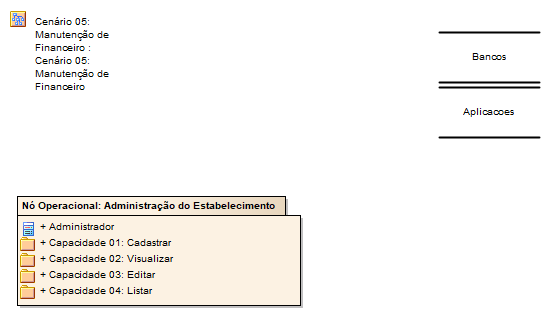 Cenário 05:
Manutenção de
Financeiro :
Cenário 05:
Manutenção de
Financeiro
Bancos
Aplicacoes
Nó Operacional: Administração do Estabelecimento
+ Administrador
+ Capacidade 01: Cadastrar
+ Capacidade 02: Visualizar
+ Capacidade 03: Editar
+ Capacidade 04: Listar